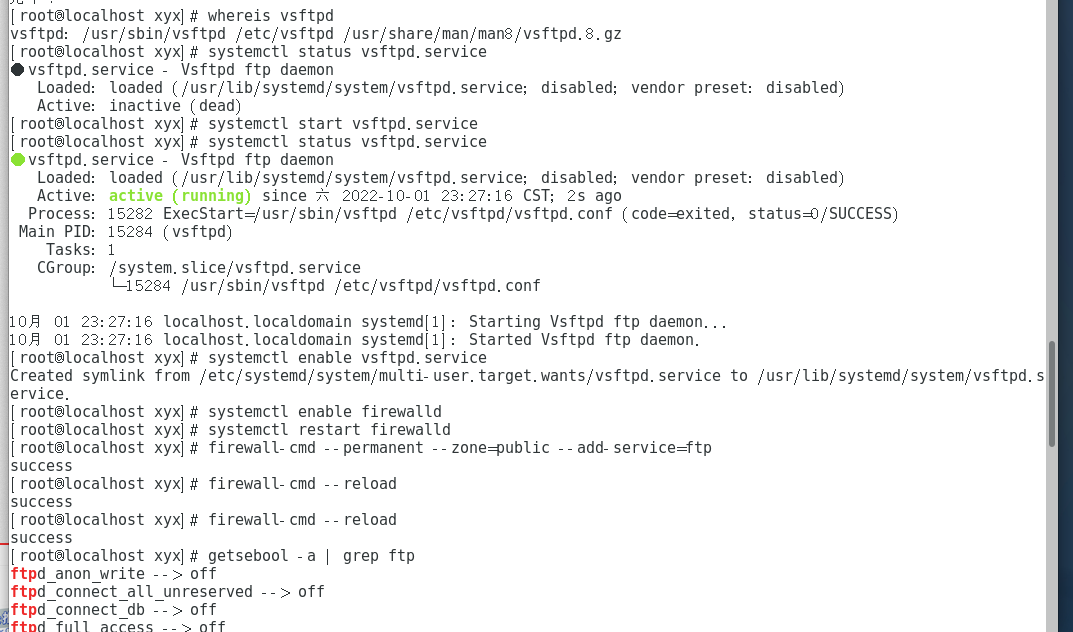 [root@localhost xyx]# whereis vsftpd
vsftpd: /usr/sbin/vsftpd /etc/vsftpd /usr/share/man/man8/vsftpd.8.gz
[root@localhost xyx]# systemctl status vsftpd.service
● vsftpd.service - Vsftpd ftp daemon
   Loaded: loaded (/usr/lib/systemd/system/vsftpd.service; disabled; vendor preset: disabled)
   Active: inactive (dead)
[root@localhost xyx]# systemctl start vsftpd.service
[root@localhost xyx]# systemctl status vsftpd.service
● vsftpd.service - Vsftpd ftp daemon
   Loaded: loaded (/usr/lib/systemd/system/vsftpd.service; disabled; vendor preset: disabled)
   Active: active (running) since 六 2022-10-01 23:27:16 CST; 2s ago
  Process: 15282 ExecStart=/usr/sbin/vsftpd /etc/vsftpd/vsftpd.conf (code=exited, status=0/SUCCESS)
 Main PID: 15284 (vsftpd)
    Tasks: 1
   CGroup: /system.slice/vsftpd.service
           └─15284 /usr/sbin/vsftpd /etc/vsftpd/vsftpd.conf
10月 01 23:27:16 localhost.localdomain systemd[1]: Starting Vsftpd ftp daemon...
10月 01 23:27:16 localhost.localdomain systemd[1]: Started Vsftpd ftp daemon.
[root@localhost xyx]# systemctl enable vsftpd.service
Created symlink from /etc/systemd/system/multi-user.target.wants/vsftpd.service to /usr/lib/systemd/system/vsftpd.s
ervice.
[root@localhost xyx]# systemctl enable firewalld
[root@localhost xyx]# systemctl restart firewalld
[root@localhost xyx]# firewall-cmd --permanent --zone=public --add-service=ftp
success
[root@localhost xyx]# firewall-cmd --reload
success
[root@localhost xyx]# firewall-cmd --reload
success
[root@localhost xyx]# getsebool -a | grep ftp
ftpd_anon_write --> off
ftpd_connect_all_unreserved --> off
ftpd_connect_db --> off
ftpd_full_access --> off